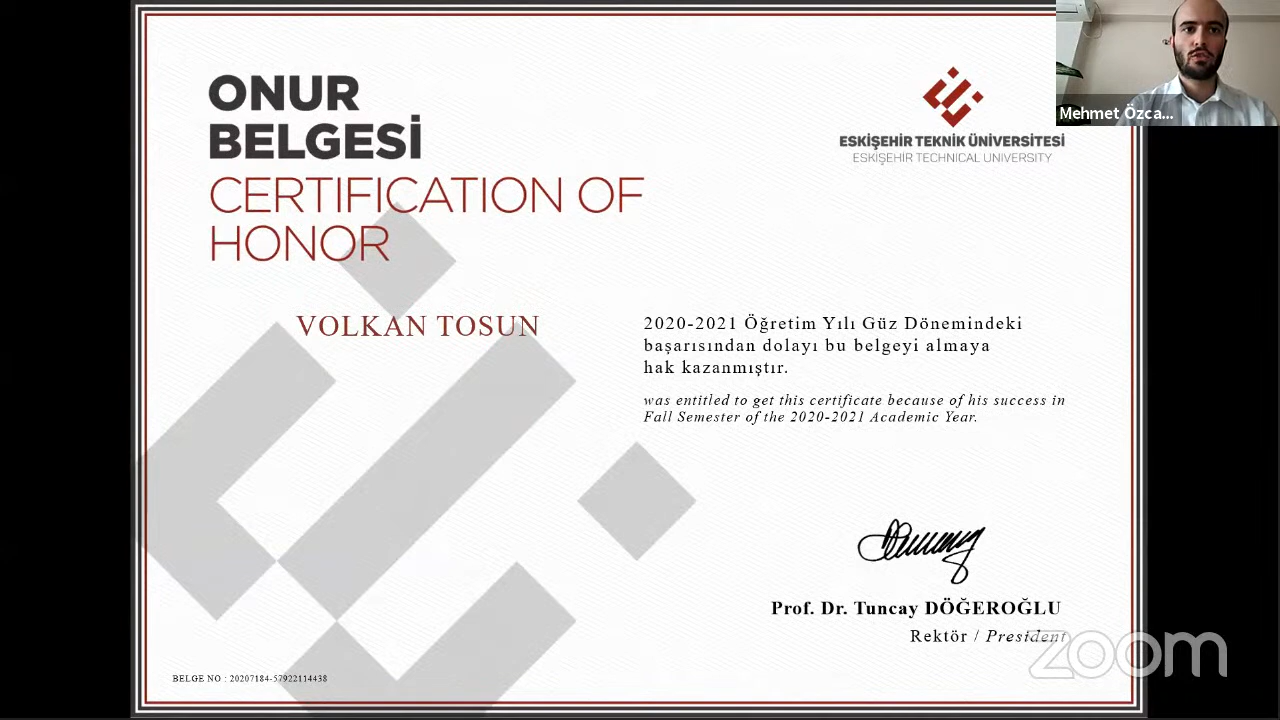 ONUR
BELGESİ
CERTIFICATION OF
HONOR
ESKİŞEHİR TEKNİK ÜNİVERSİTESİ
ESKİŞEHİR TECHNICAL UNIVERSITY
Mehmet Özca...
VOLKAN TOSUN
2020-2021 Öğretim Yılı Güz Dönemindeki
başarısından dolayı bu belgeyi almaya
hak kazanmıştır.
was entitled to get this certificate because of his success in
Fall Semester of the 2020-2021 Academic Year.
Prof. Dr. Tuncay DÖĞEROĞLU
Rektör / President
zoom
BELGE NO : 20207184-57922114438